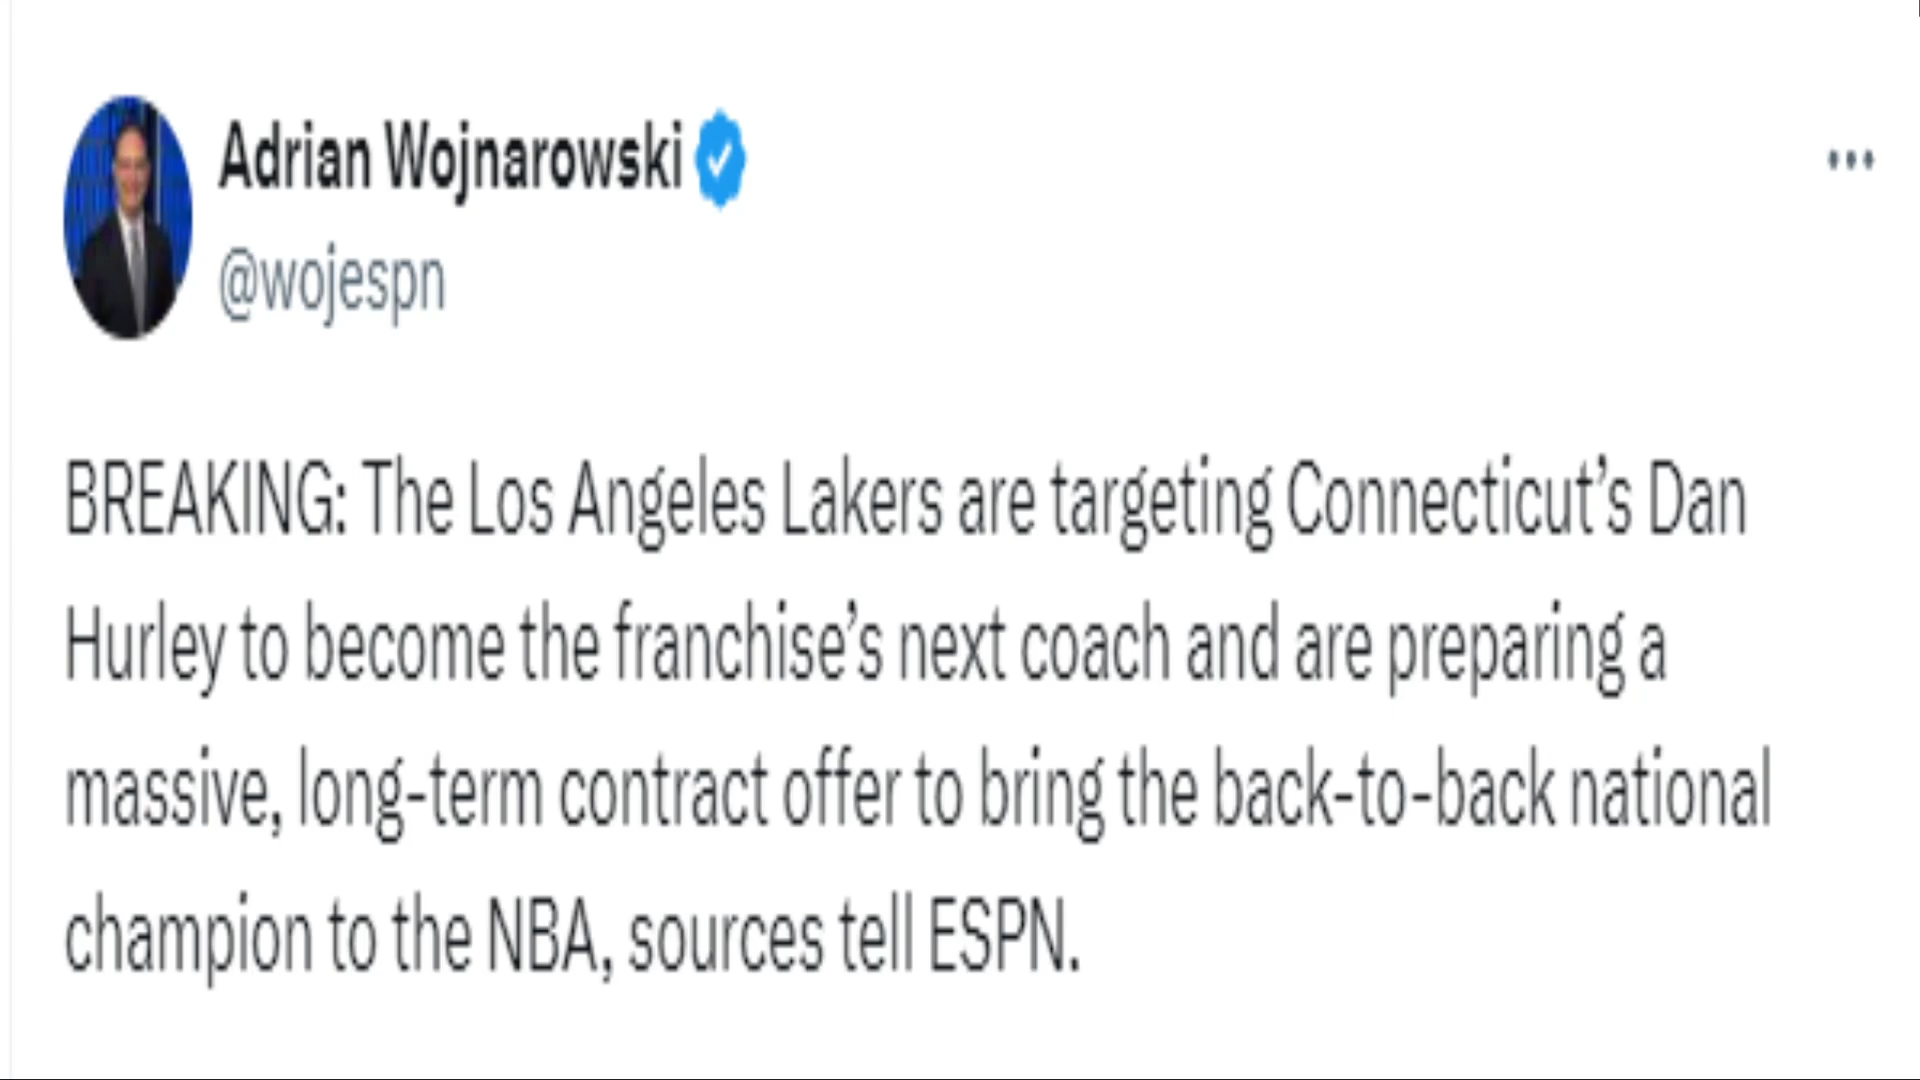 Adrian Wojnarowski
@wojespn
BREAKING: The Los Angeles Lakers are targeting Connecticut’s Dan
Hurley to become the franchise’s next coach and are preparing a
massive, long-term contract offer to bring the back-to-back national
champion to the NBA, sources tell ESPN.